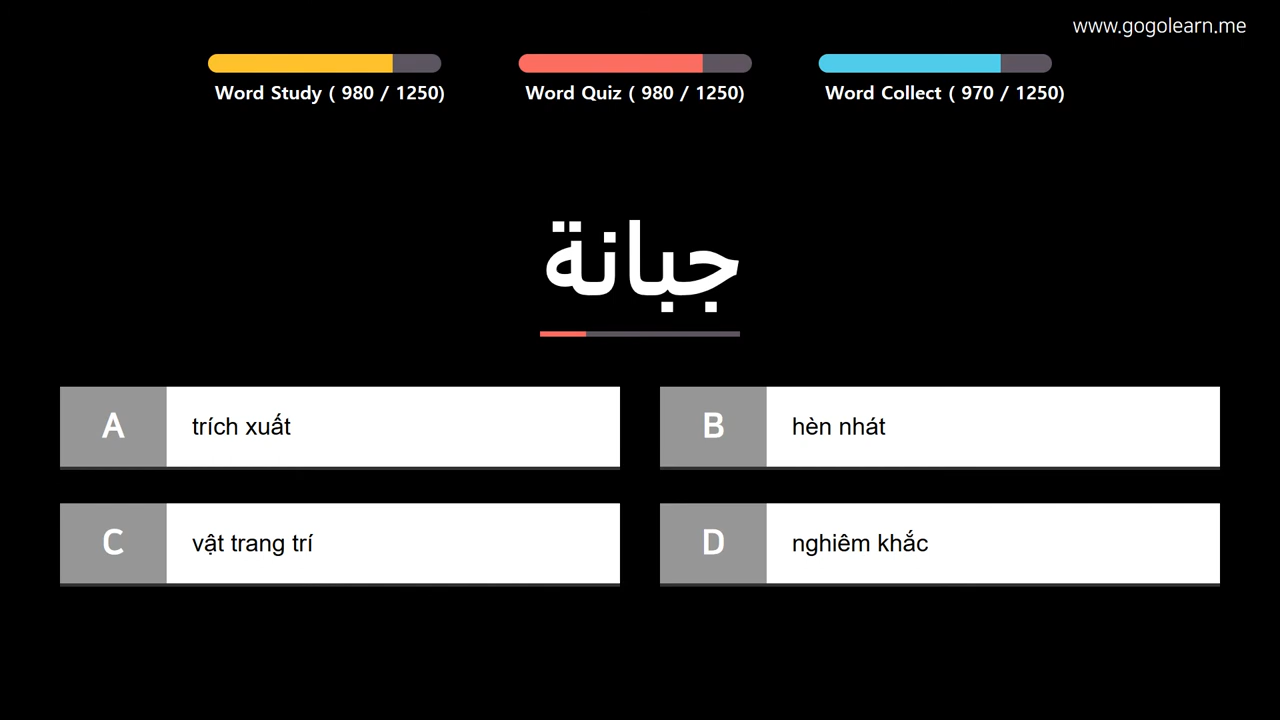 www.gogolearn.me
Word Study ( 980 / 1250)
Word Quiz ( 980 / 1250)
Word Collect ( 970 / 1250)
جبانة
A
trích xuất
B
hèn nhát
C
vật trang trí
D
nghiêm khắc